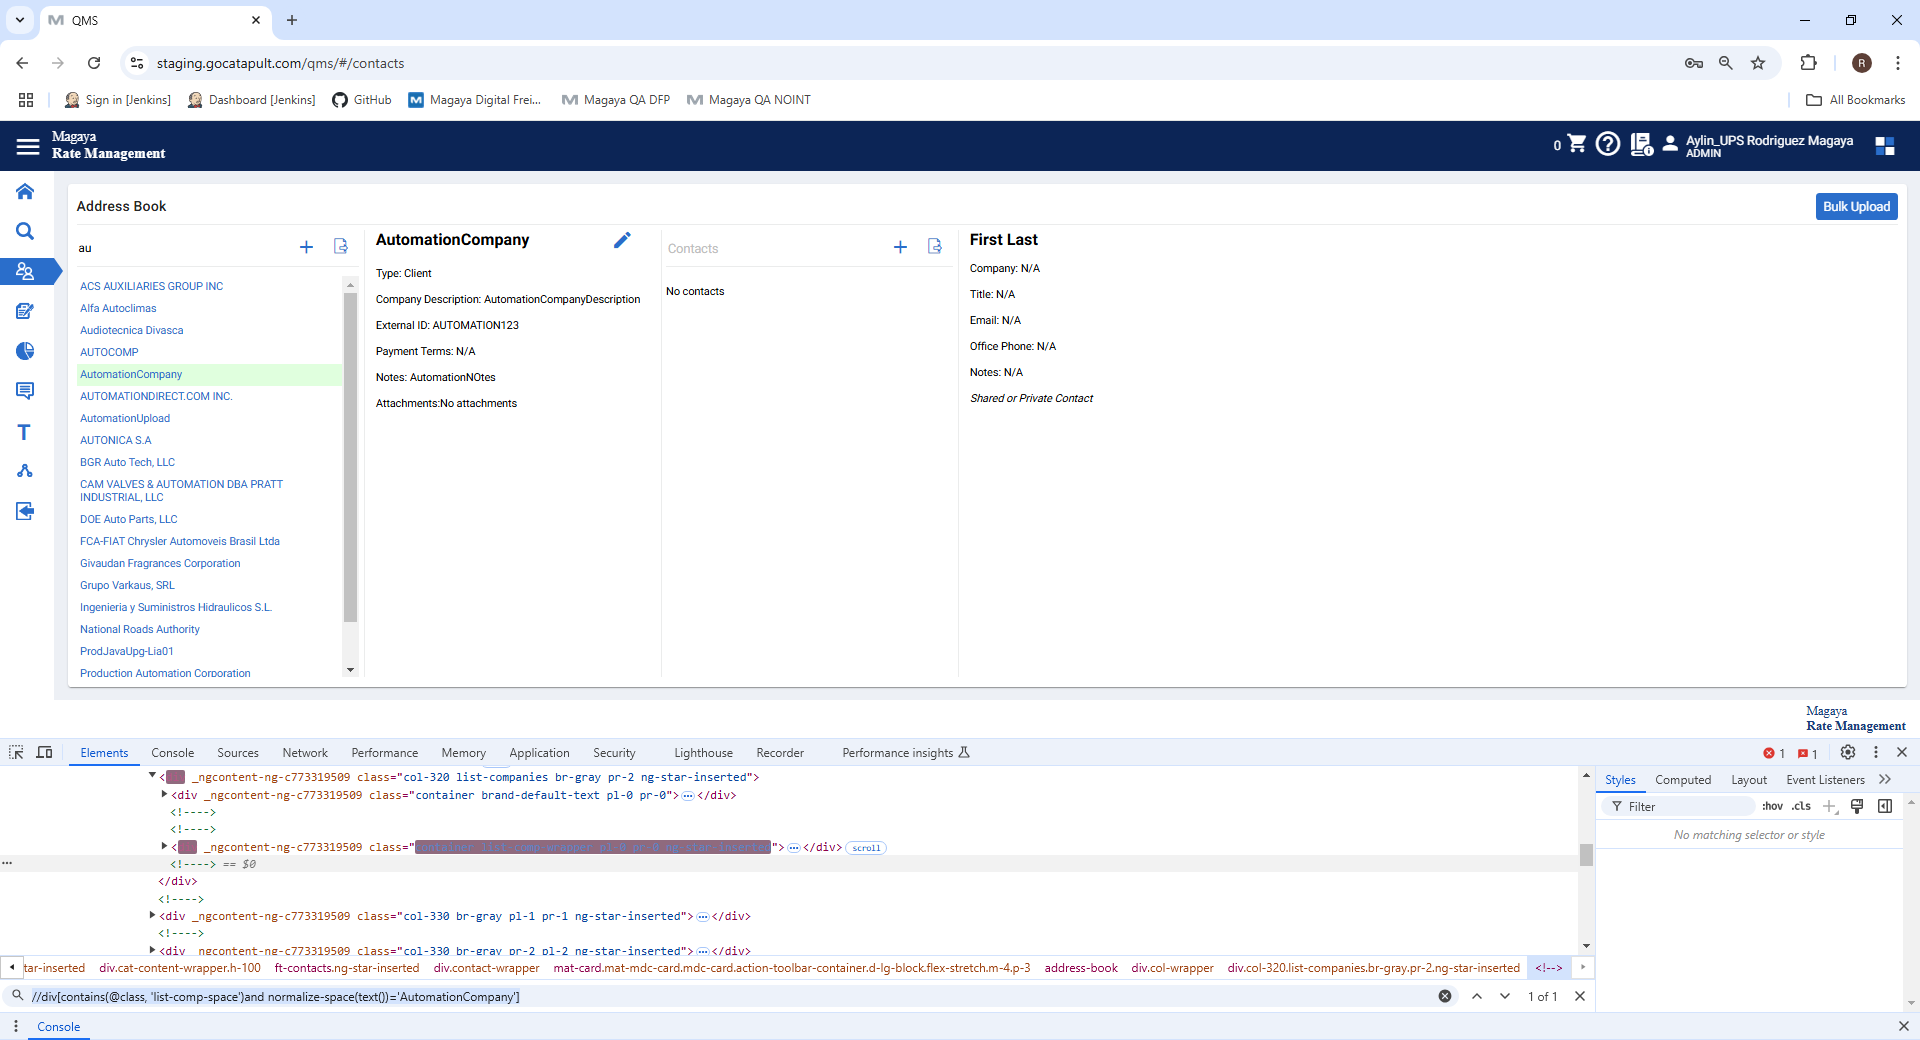 QMS
staging.gocatapult.com/qms/#/contacts
R
Sign in [Jenkins]
Dashboard [Jenkins]
GitHub
Magaya Digital Frei...
Magaya QA DFP
Magaya QA NOINT
All Bookmarks
Magaya
Rate Management
0
Aylin_UPS Rodriguez Magaya
ADMIN
Address Book
Bulk Upload
au
ACS AUXILIARIES GROUP INC
Alfa Autoclimas
Audiotecnica Divasca
AUTOCOMP
AutomationCompany
AUTOMATIONDIRECT.COM INC.
AutomationUpload
AUTONICA S.A
BGR Auto Tech, LLC
CAM VALVES & AUTOMATION DBA PRATT
INDUSTRIAL, LLC
DOE Auto Parts, LLC
FCA-FIAT Chrysler Automoveis Brasil Ltda
Givaudan Fragrances Corporation
Grupo Varkaus, SRL
Ingenieria y Suministros Hidraulicos S.L.
National Roads Authority
ProdJavaUpg-Lia01
Production Automation Corporation
AutomationCompany
Type: Client
Company Description: AutomationCompanyDescription
External ID: AUTOMATION123
Payment Terms: N/A
Notes: AutomationNOtes
Attachments:No attachments
Contacts
No contacts
First Last
Company: N/A
Title: N/A
Email: N/A
Office Phone: N/A
Notes: N/A
Shared or Private Contact
Magaya
Rate Management
Elements
Console
Sources
Network
Performance
Memory
Application
Security
Lighthouse
Recorder
Performance insights
1
1
< _ngcontent-ng-c773319509 class="col-320 list-companies br-gray pr-2 ng-star-inserted">
<div _ngcontent-ng-c773319509 class="container brand-default-text pl-0 pr-0">…</div>
<!---->
<!---->
< _ngcontent-ng-c773319509 class="container list-comp-wrapper pl-0 pr-0 ng-star-inserted">…</div> scroll
<!----> == $0
</div>
<!---->
<div _ngcontent-ng-c773319509 class="col-330 br-gray pl-1 pr-1 ng-star-inserted">…</div>
<!---->
<div _ngcontent-ng-c773319509 class="col-330 br-gray pr-2 pl-2 ng-star-inserted">…</div>
tar-inserted
div.cat-content-wrapper.h-100
ft-contacts.ng-star-inserted
div.contact-wrapper
mat-card.mat-mdc-card.mdc-card.action-toolbar-container.d-lg-block.flex-stretch.m-4.p-3
address-book
div.col-wrapper
div.col-320.list-companies.br-gray.pr-2.ng-star-inserted
<!-->
//div[contains(@class, 'list-comp-space')and normalize-space(text())='AutomationCompany']
1 of 1
Console
Styles
Computed
Layout
Event Listeners
Filter
:hov
.cls
No matching selector or style